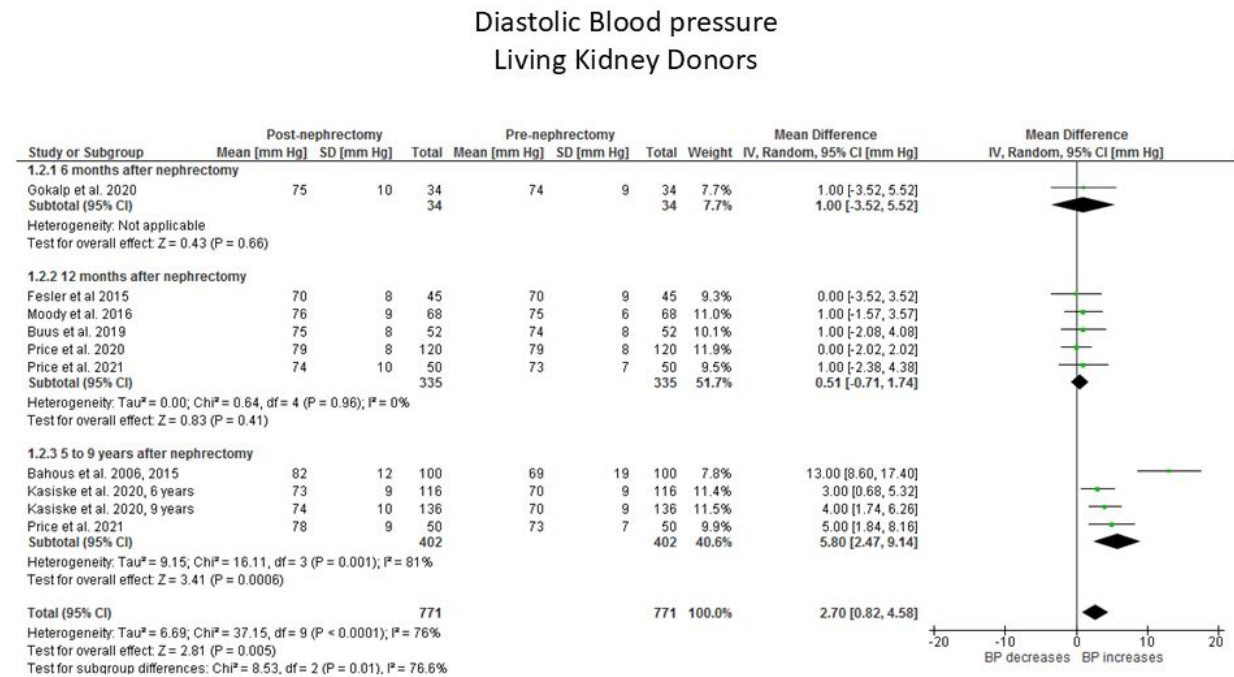 Diastolic Blood pressure
Living Kidney Donors
Post-nephrectomy Pre-nephrectomy Mean Difference Mean Difference
Study or Subgroup Mean [mm Hg] SD [mm Hg] Total Mean [mm Hg] SD [mm Hg] Total Weight IV, Random, 95% CI [mm Hg] IV, Random, 95% CI [mm Hg]
1.2.1 6 months after nephrectomy
Gokalp et al. 2020 75 10 34 74 9 34 7.7% 1.00 [-3.52, 5.52]
Subtotal (95% CI) 34 34 7.7% 1.00 [-3.52, 5.52]
Heterogeneity: Not applicable
Test for overall effect: Z = 0.43 (P = 0.66)
1.2.2 12 months after nephrectomy
Fesler et al 2015 70 8 45 70 9 45 9.3% 0.00 [-3.52, 3.52]
Moody et al. 2016 76 9 68 75 6 68 11.0% 1.00 [-1.57, 3.57]
Buus et al. 2019 75 8 52 74 8 52 10.1% 1.00 [-2.08, 4.08]
Price et al. 2020 79 8 120 79 8 120 11.9% 0.00 [-2.02, 2.02]
Price et al. 2021 74 10 50 73 7 50 9.5% 1.00 [-2.38, 4.38]
Subtotal (95% CI) 335 335 51.7% 0.51 [-0.71, 1.74]
Heterogeneity: Tau² = 0.00; Chi² = 0.64, df = 4 (P = 0.96); I² = 0%
Test for overall effect: Z = 0.83 (P = 0.41)
1.2.3 5 to 9 years after nephrectomy
Bahous et al. 2006, 2015 82 12 100 69 19 100 7.8% 13.00 [8.60, 17.40]
Kasiske et al. 2020, 6 years 73 9 116 70 9 116 11.4% 3.00 [0.68, 5.32]
Kasiske et al. 2020, 9 years 74 10 136 70 9 136 11.5% 4.00 [1.74, 6.26]
Price et al. 2021 78 9 50 73 7 50 9.9% 5.00 [1.84, 8.16]
Subtotal (95% CI) 402 402 40.6% 5.80 [2.47, 9.14]
Heterogeneity: Tau² = 9.15; Chi² = 16.11, df = 3 (P = 0.001); I² = 81%
Test for overall effect: Z = 3.41 (P = 0.0006)
Total (95% CI) 771 771 100.0% 2.70 [0.82, 4.58]
Heterogeneity: Tau² = 6.69; Chi² = 37.15, df = 9 (P < 0.0001); I² = 76%
Test for overall effect: Z = 2.81 (P = 0.005)
Test for subgroup differences: Chi² = 8.53, df = 2 (P = 0.01), I² = 76.6%
-20 -10 0 10 20
BP decreases BP increases